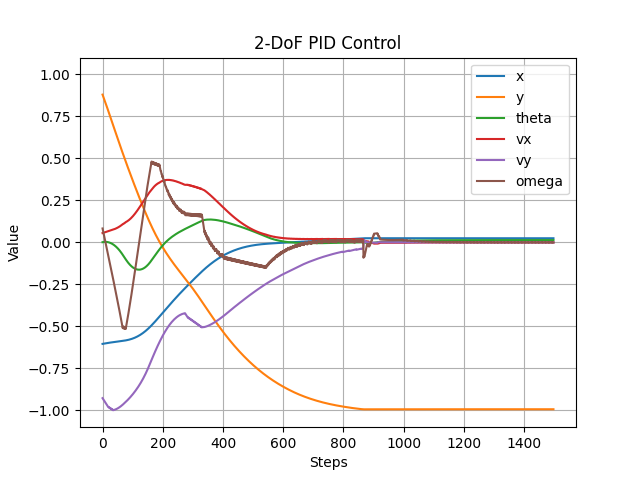 2-DoF PID Control
1.00
0.75
0.50
0.25
0.00
−0.25
−0.50
−0.75
−1.00
Value
0 200 400 600 800 1000 1200 1400
Steps
x
y
theta
vx
vy
omega